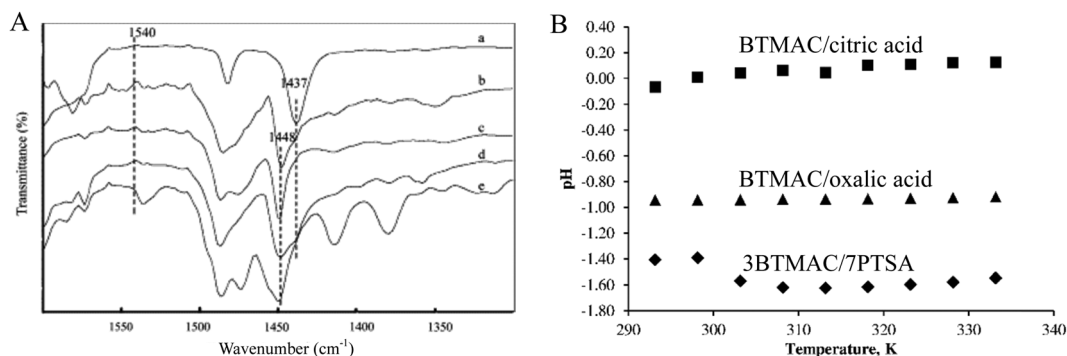 A
1540
a
1437
b
1448
c
d
e
Transmittance (%)
1550
1500
1450
1400
1350
Wavenumber (cm⁻¹)
B
0.40
0.20
0.00
-0.20
-0.40
-0.60
-0.80
-1.00
-1.20
-1.40
-1.60
-1.80
pH
BTMAC/citric acid
BTMAC/oxalic acid
3BTMAC/7PTSA
290
300
310
320
330
340
Temperature, K